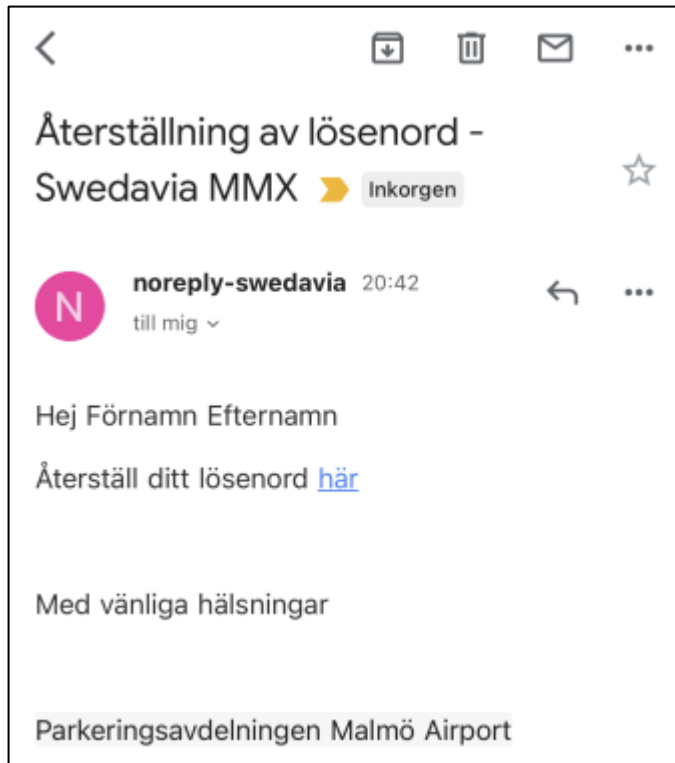 Återställning av lösenord -
Swedavia MMX Inkorgen
noreply-swedavia 20:42
till mig
N
Hej Förnamn Efternamn
Återställ ditt lösenord här
Med vänliga hälsningar
Parkeringsavdelningen Malmö Airport